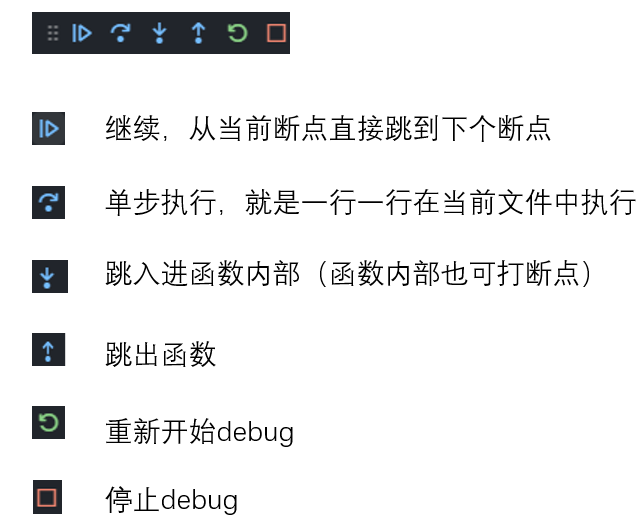 继续，从当前断点直接跳到下个断点
单步执行，就是一行一行在当前文件中执行
跳入进函数内部（函数内部也可打断点）
跳出函数
重新开始debug
停止debug